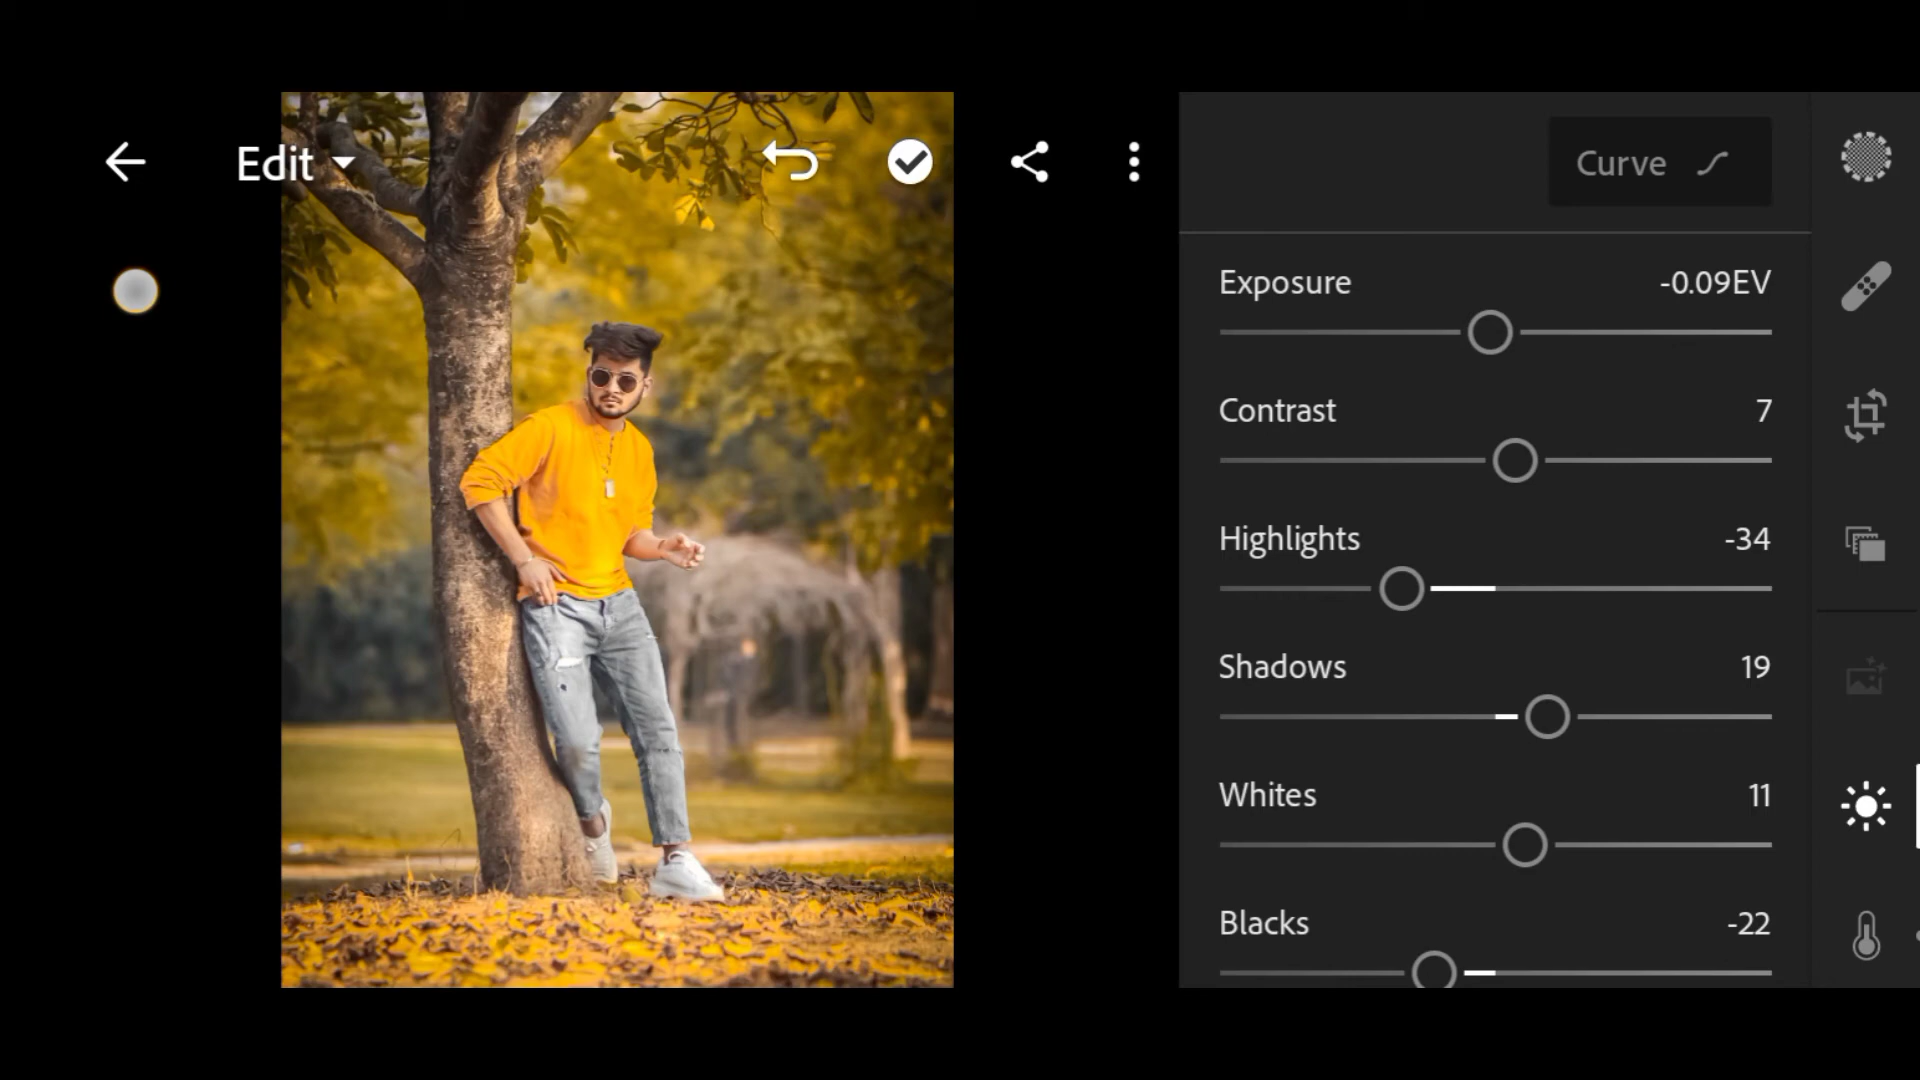 Edit
Curve
Exposure -0.09EV
Contrast 7
Highlights -34
Shadows 19
Whites 11
Blacks -22